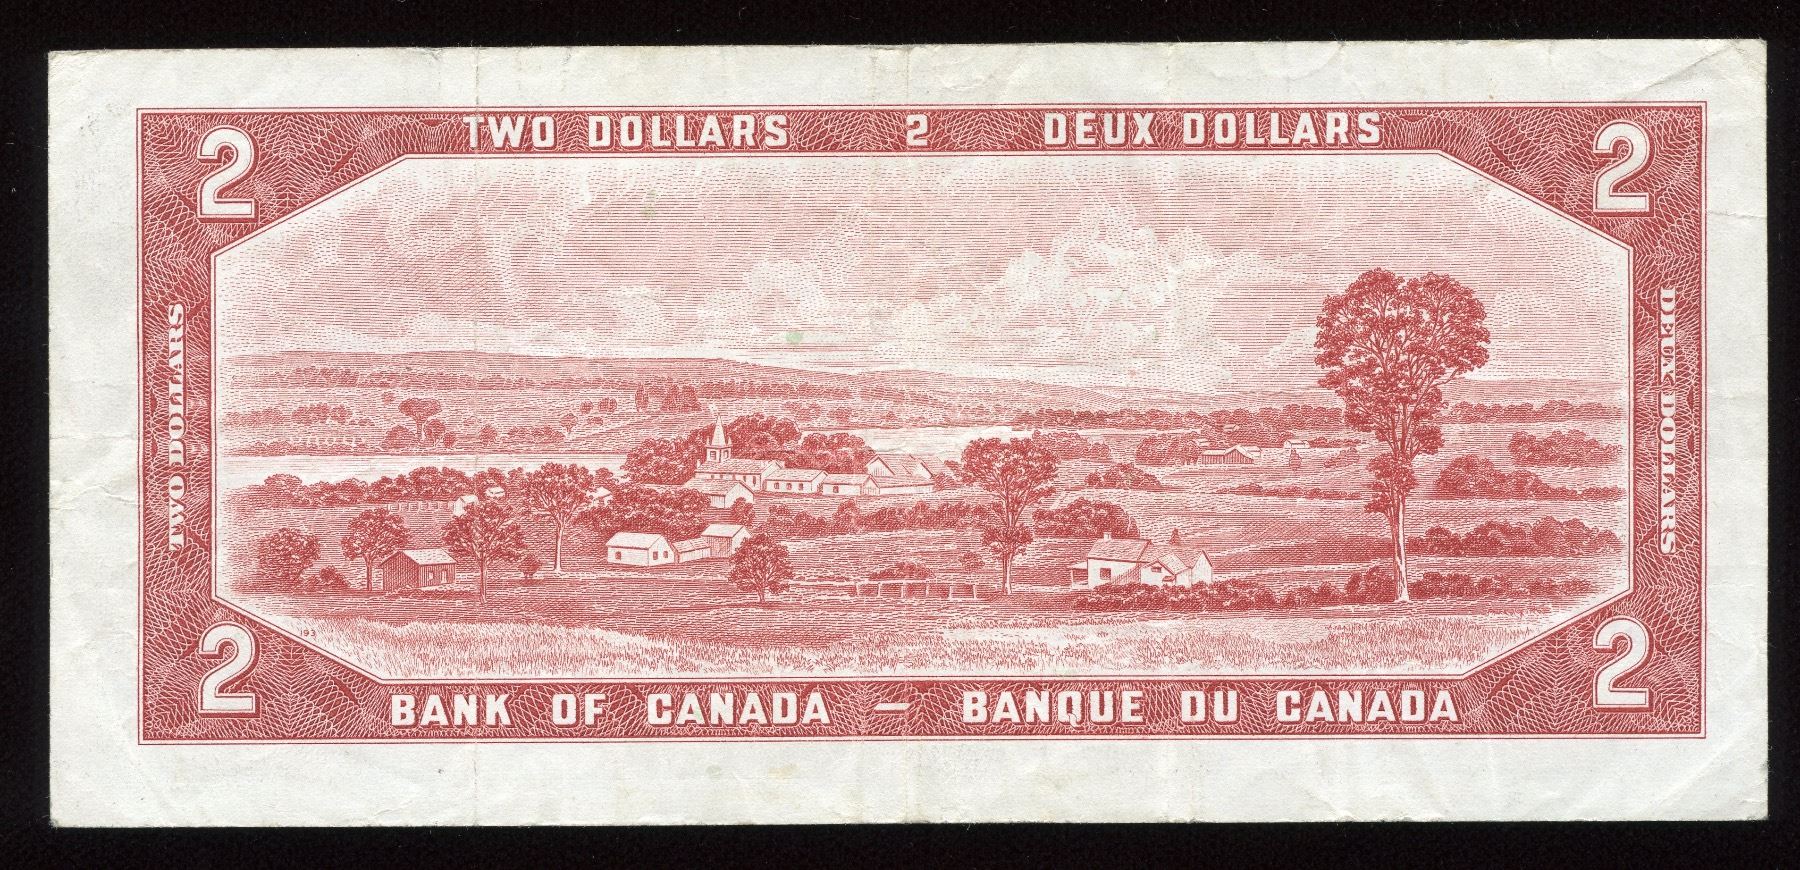 TWO DOLLARS 2 DEUX DOLLARS
2 2
TWO DOLLARS
DEUX DOLLARS
193
2 2
BANK OF CANADA — BANQUE DU CANADA